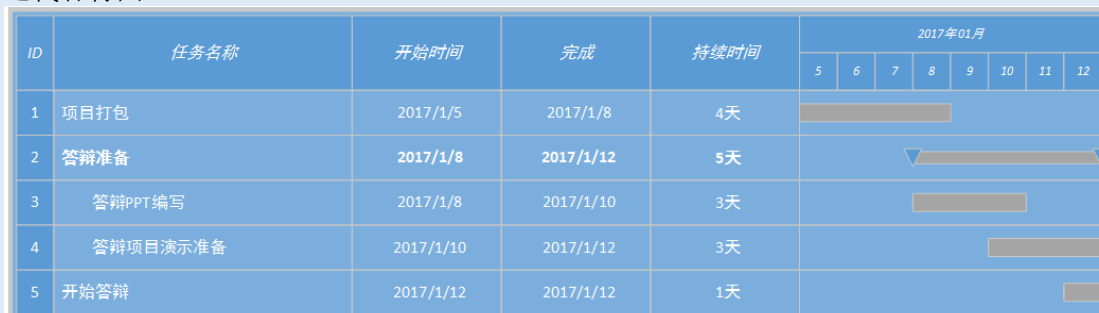 ID 任务名称 开始时间 完成 持续时间 2017年01月
5 6 7 8 9 10 11 12
1 项目打包 2017/1/5 2017/1/8 4天
2 答辩准备 2017/1/8 2017/1/12 5天
3 答辩PPT编写 2017/1/8 2017/1/10 3天
4 答辩项目演示准备 2017/1/10 2017/1/12 3天
5 开始答辩 2017/1/12 2017/1/12 1天